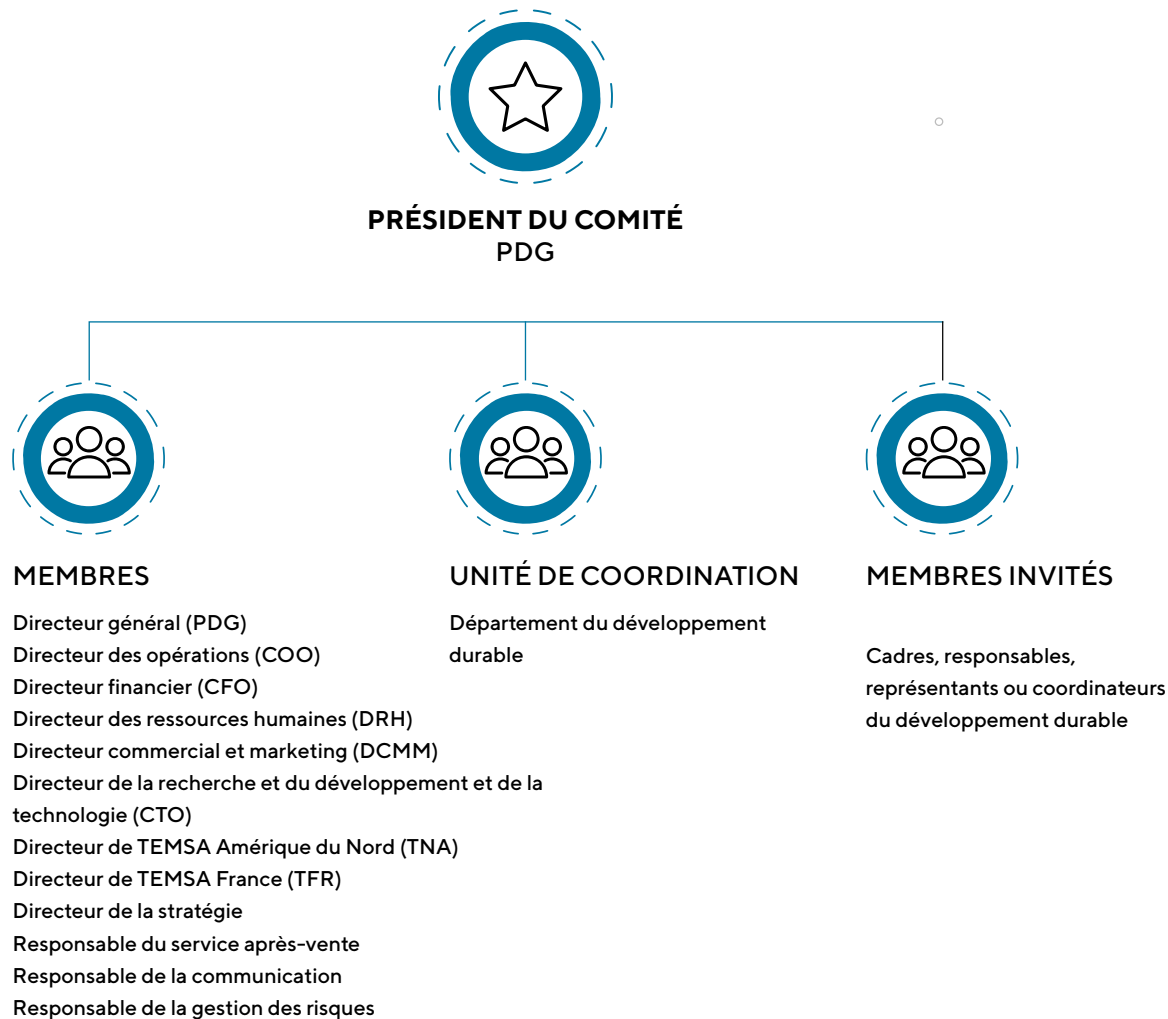 PRÉSIDENT DU COMITÉ
PDG
MEMBRES
Directeur général (PDG)
Directeur des opérations (COO)
Directeur financier (CFO)
Directeur des ressources humaines (DRH)
Directeur commercial et marketing (DCMM)
Directeur de la recherche et du développement et de la
technologie (CTO)
Directeur de TEMSA Amérique du Nord (TNA)
Directeur de TEMSA France (TFR)
Directeur de la stratégie
Responsable du service après-vente
Responsable de la communication
Responsable de la gestion des risques
UNITÉ DE COORDINATION
Département du développement
durable
MEMBRES INVITÉS
Cadres, responsables,
représentants ou coordinateurs
du développement durable